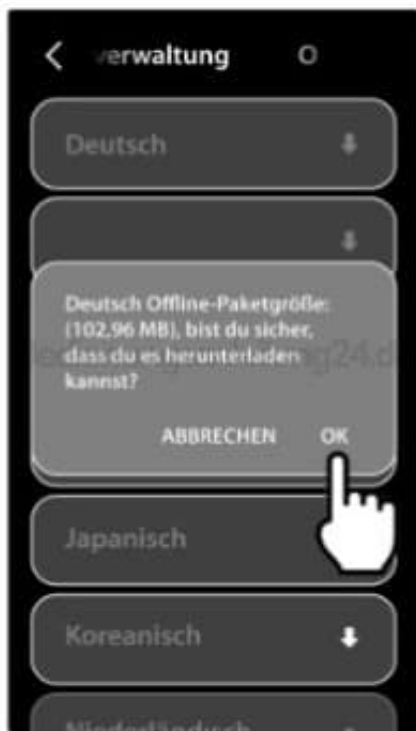 verwaltung O
Deutsch
Deutsch Offline-Paketgröße:
(102,96 MB), bist du sicher,
dass du es herunterladen
kannst?
ABBRECHEN OK
Japanisch
Koreanisch
Niederländisch